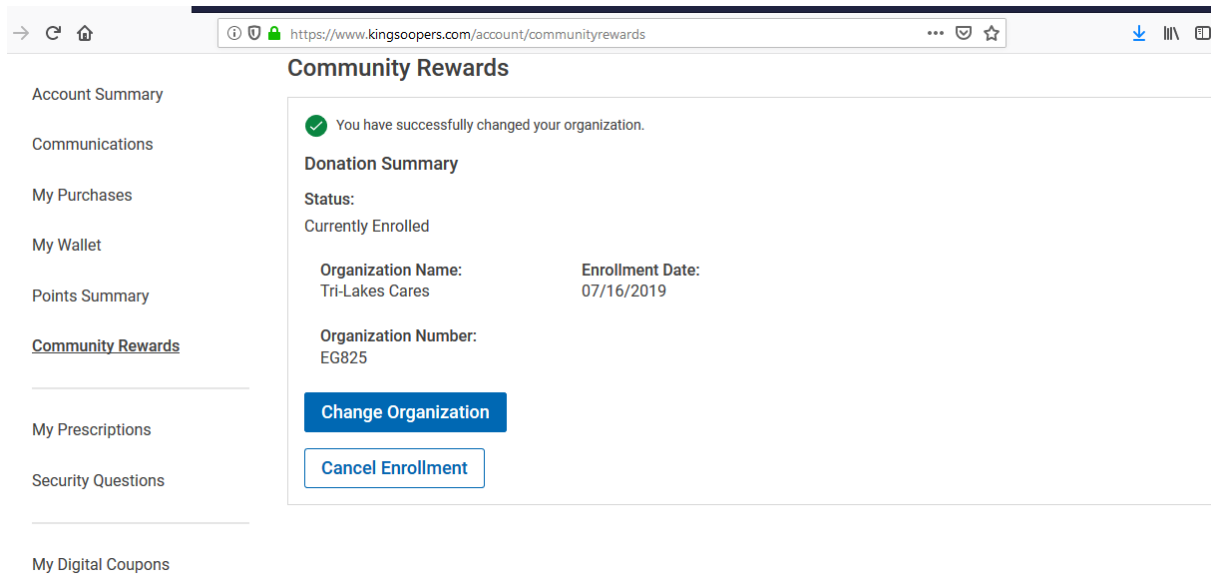 https://www.kingsoopers.com/account/communityrewards
Account Summary
Communications
My Purchases
My Wallet
Points Summary
Community Rewards
My Prescriptions
Security Questions
My Digital Coupons
Community Rewards
You have successfully changed your organization.
Donation Summary
Status:
Currently Enrolled
Organization Name:
Tri-Lakes Cares
Enrollment Date:
07/16/2019
Organization Number:
EG825
Change Organization
Cancel Enrollment